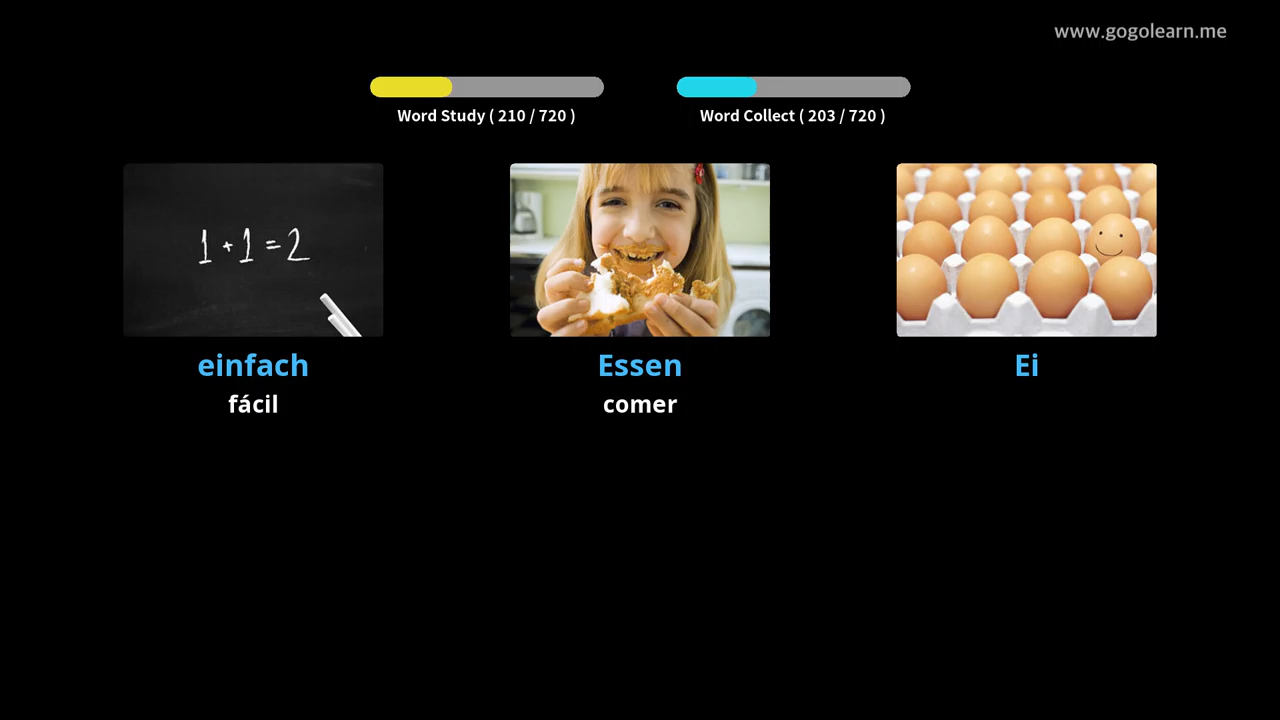 www.gogolearn.me
Word Study ( 210 / 720 )
Word Collect ( 203 / 720 )
1 + 1 = 2
einfach
fácil
Essen
comer
Ei